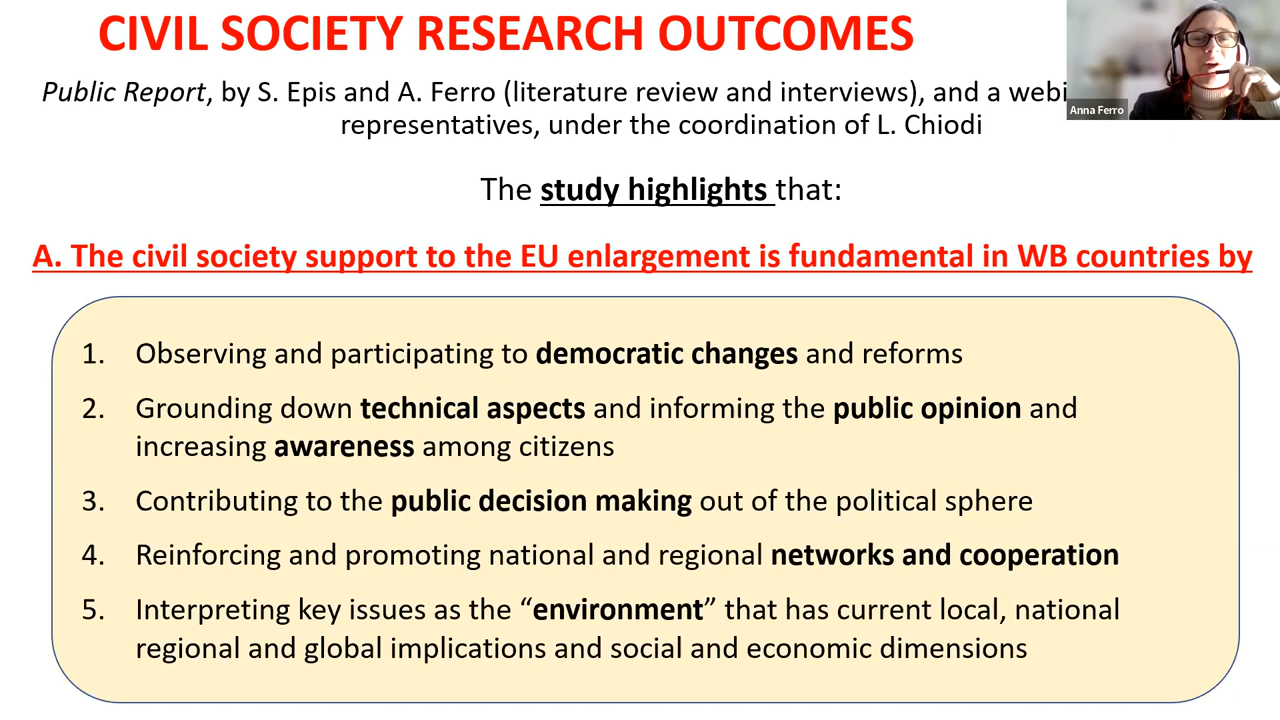 CIVIL SOCIETY RESEARCH OUTCOMES
Public Report, by S. Epis and A. Ferro (literature review and interviews), and a
representatives, under the coordination of L. Chiodi
Anna Ferro
The study highlights that:
A. The civil society support to the EU enlargement is fundamental in WB countries by
1. Observing and participating to democratic changes and reforms
2. Grounding down technical aspects and informing the public opinion and
increasing awareness among citizens
3. Contributing to the public decision making out of the political sphere
4. Reinforcing and promoting national and regional networks and cooperation
5. Interpreting key issues as the “environment” that has current local, national
regional and global implications and social and economic dimensions